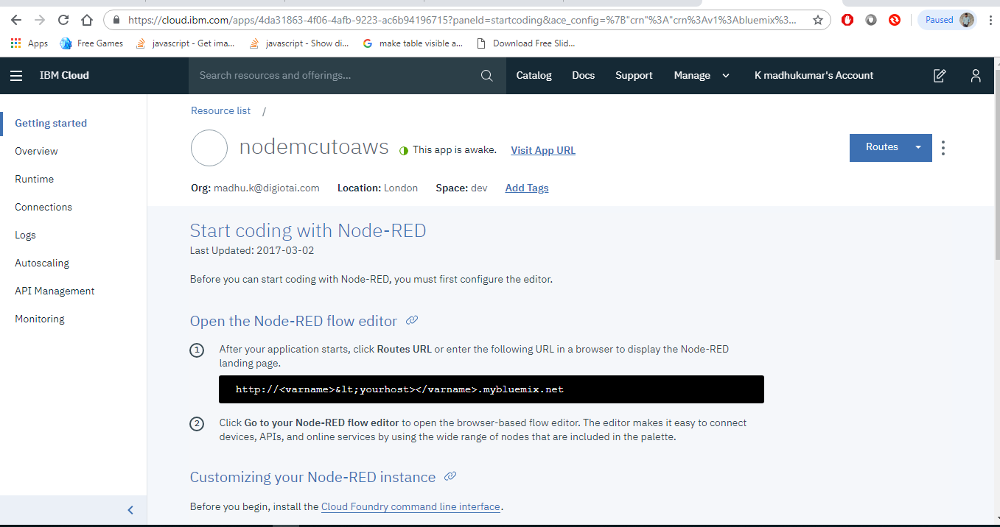 https://cloud.ibm.com/apps/4da31863-4f06-4afb-9223-ac6b94196715?paneId=startcoding&ace_config=%7B"crn"%3A"crn%3Av1%3Abluemix%3...
Paused
Apps
Free Games
javascript - Get ima...
javascript - Show di...
make table visible a...
Download Free Slid...
IBM Cloud
Search resources and offerings...
Catalog
Docs
Support
Manage
K madhukumar's Account
Getting started
Overview
Runtime
Connections
Logs
Autoscaling
API Management
Monitoring
Resource list /
nodemcutoaws
This app is awake.
Visit App URL
Routes
Org: madhu.k@digiotai.com
Location: London
Space: dev
Add Tags
Start coding with Node-RED
Last Updated: 2017-03-02
Before you can start coding with Node-RED, you must first configure the editor.
Open the Node-RED flow editor
1 After your application starts, click Routes URL or enter the following URL in a browser to display the Node-RED
landing page.
http://<varname>&lt;yourhost></varname>.mybluemix.net
2 Click Go to your Node-RED flow editor to open the browser-based flow editor. The editor makes it easy to connect
devices, APIs, and online services by using the wide range of nodes that are included in the palette.
Customizing your Node-RED instance
Before you begin, install the Cloud Foundry command line interface.